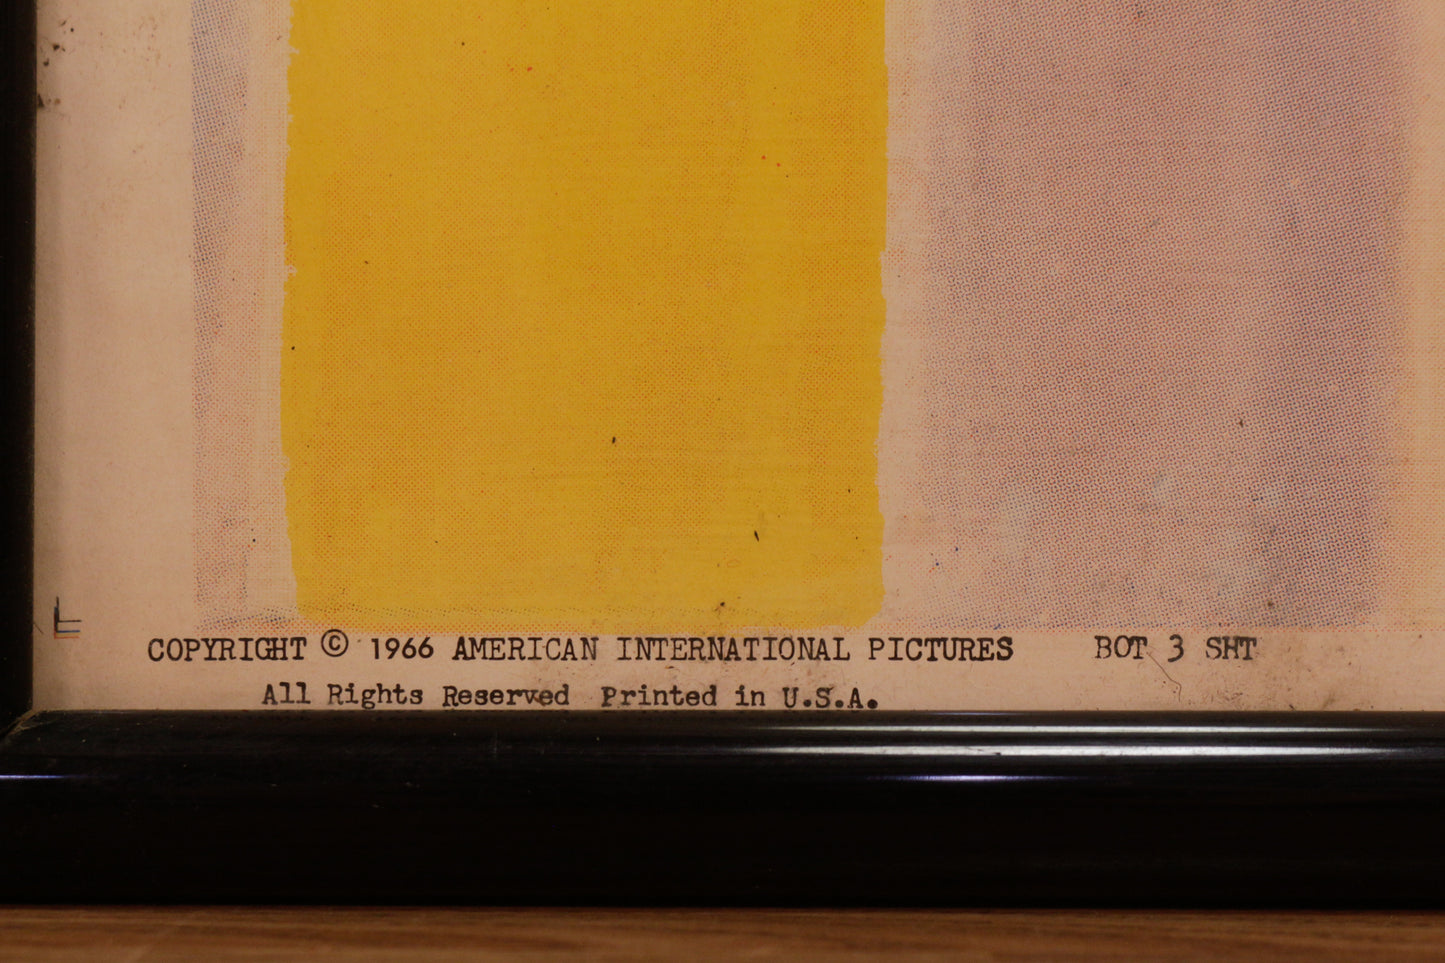 COPYRIGHT © 1966 AMERICAN INTERNATIONAL PICTURES BOT 3 SHT
All Rights Reserved Printed in U.S.A.